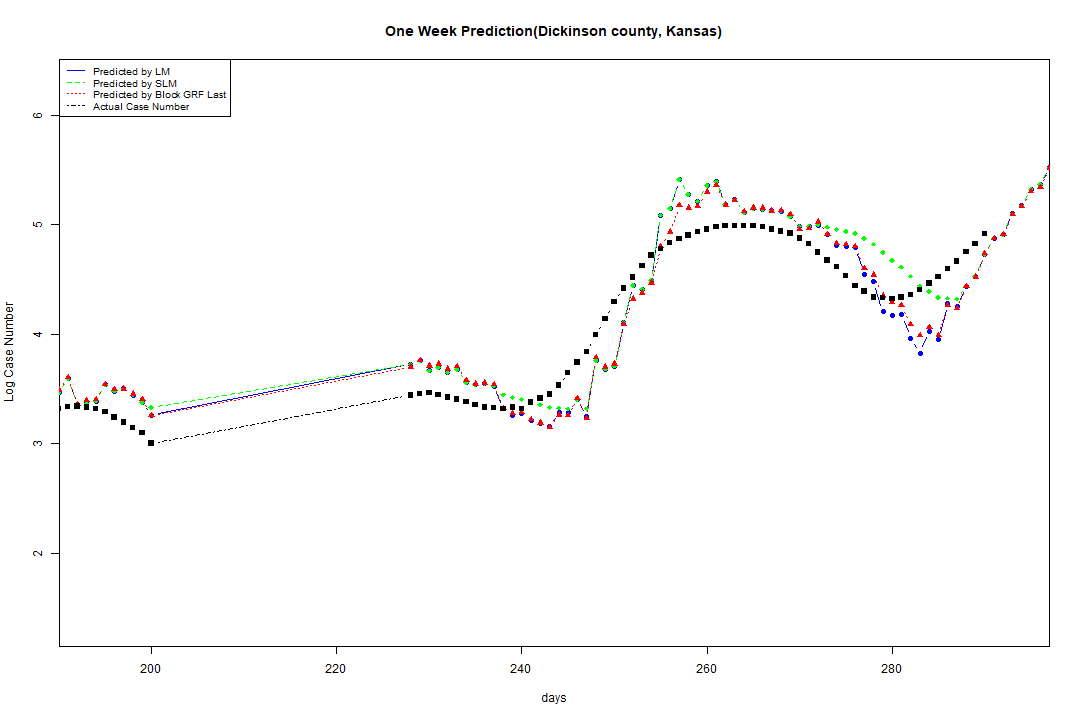 One Week Prediction(Dickinson county, Kansas)
Predicted by LM
Predicted by SLM
Predicted by Block GRF Last
Actual Case Number
6
5
4
3
2
Log Case Number
200 220 240 260 280
days